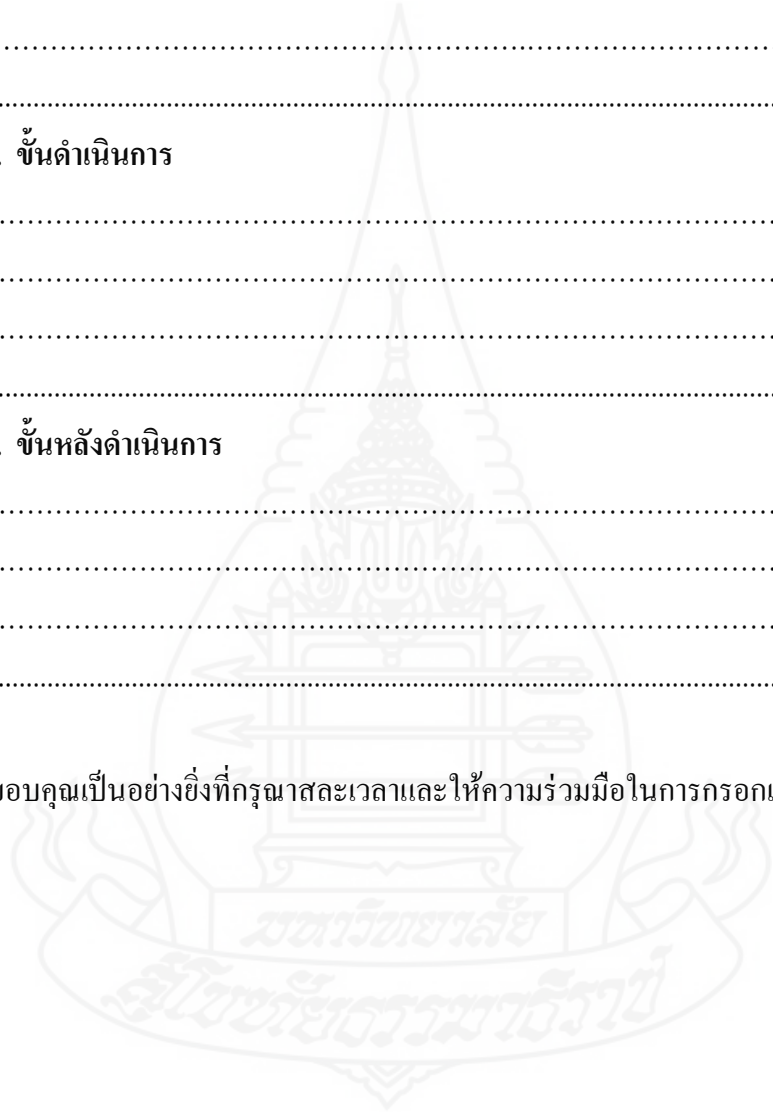 . ขั้นดำเนินการ
. ขั้นหลังดำเนินการ
ขอบคุณเป็นอย่างยิ่งที่กรุณาสละเวลาและให้ความร่วมมือในการกรอก
มหาวิทยาลัย
สุโขทัยธรรมาธิราช